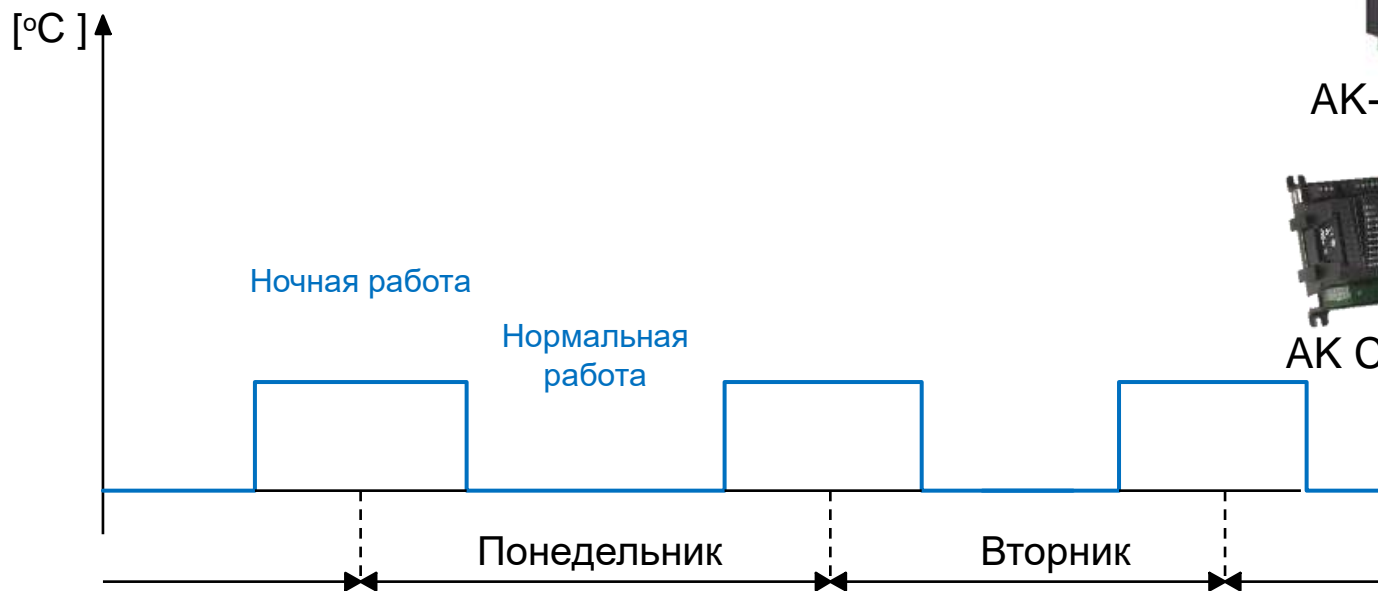 [°C ]
AK-
Ночная работа
Нормальная
работа
AK C
Понедельник
Вторник